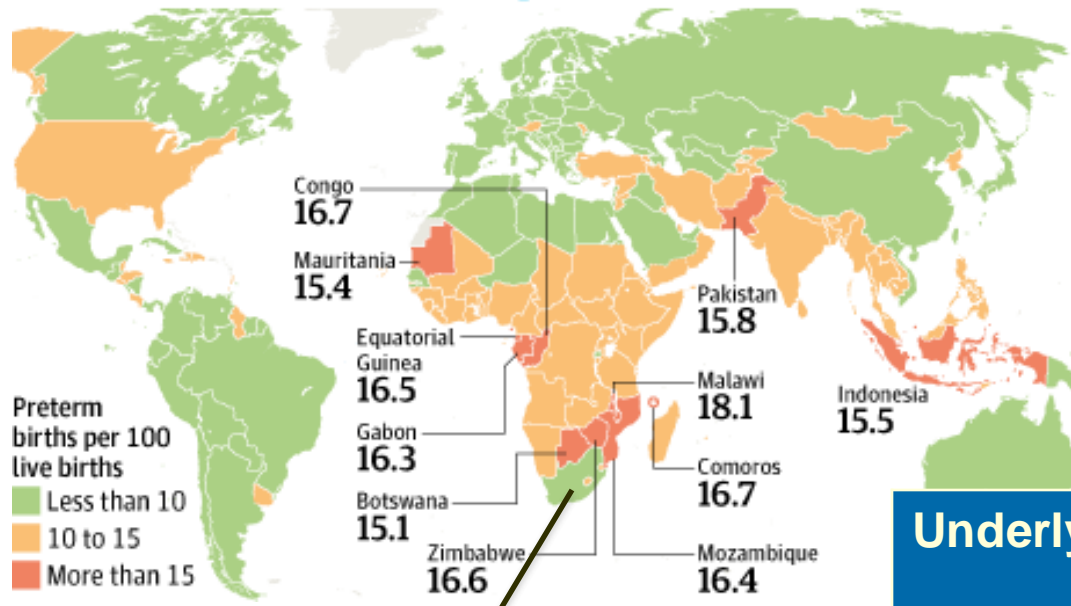 Congo
16.7
Mauritania
15.4
Equatorial
Guinea
16.5
Gabon
16.3
Botswana
15.1
Zimbabwe
16.6
Pakistan
15.8
Malawi
18.1
Comoros
16.7
Mozambique
16.4
Indonesia
15.5
Preterm
births per 100
live births
Less than 10
10 to 15
More than 15
Underly